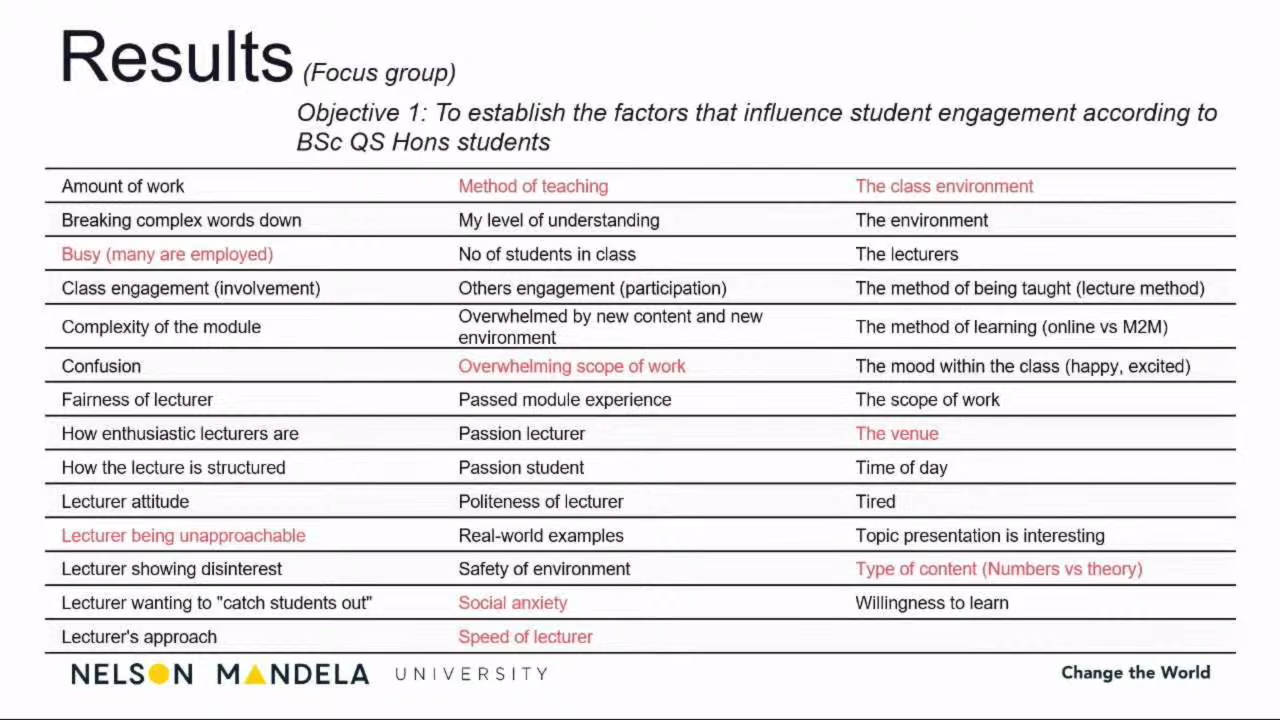 Results (Focus group)
Objective 1: To establish the factors that influence student engagement according to
BSc QS Hons students
Amount of work Method of teaching The class environment
Breaking complex words down My level of understanding The environment
Busy (many are employed) No of students in class The lecturers
Class engagement (involvement) Others engagement (participation) The method of being taught (lecture method)
Complexity of the module Overwhelmed by new content and new
environment The method of learning (online vs M2M)
Confusion Overwhelming scope of work The mood within the class (happy, excited)
Fairness of lecturer Passed module experience The scope of work
How enthusiastic lecturers are Passion lecturer The venue
How the lecture is structured Passion student Time of day
Lecturer attitude Politeness of lecturer Tired
Lecturer being unapproachable Real-world examples Topic presentation is interesting
Lecturer showing disinterest Safety of environment Type of content (Numbers vs theory)
Lecturer wanting to "catch students out" Social anxiety Willingness to learn
Lecturer's approach Speed of lecturer
NELSON MANDELA UNIVERSITY Change the World